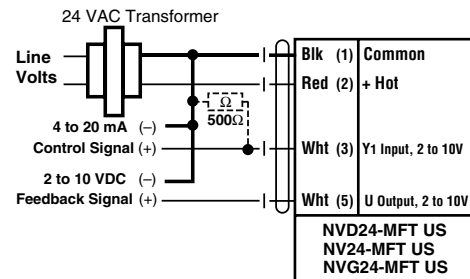 24 VAC Transformer
Line
Volts
Blk (1) Common
Red (2) + Hot
Ω
500Ω
4 to 20 mA (–)
Control Signal (+)
Wht (3) Y1 Input, 2 to 10V
2 to 10 VDC (–)
Feedback Signal (+)
Wht (5) U Output, 2 to 10V
NVD24-MFT US
NV24-MFT US
NVG24-MFT US